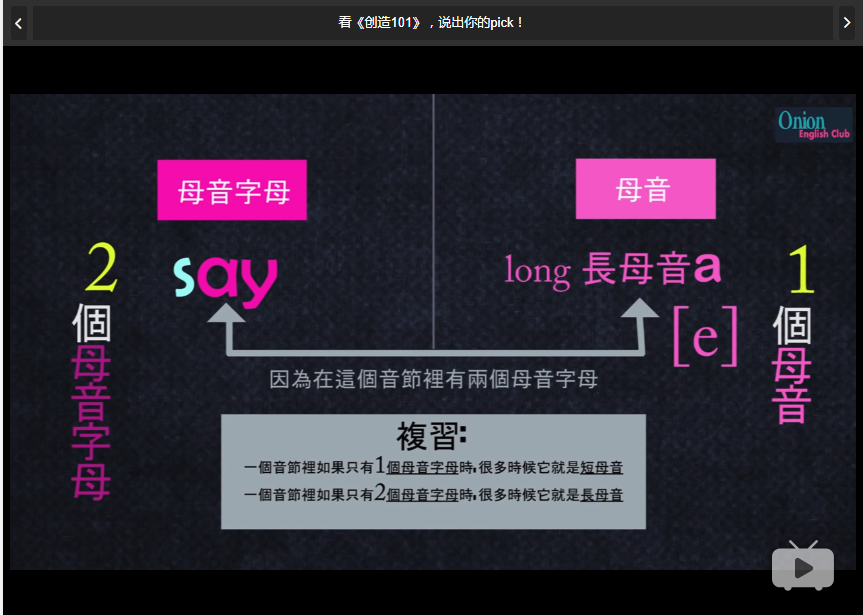 看《创造101》，说出你的pick！
Onion
English Club
母音字母
母音
2
個
母
音
字
母
say
long 長母音a
[e]
1
個
母
音
因為在這個音節裡有兩個母音字母
複習:
一個音節裡如果只有1個母音字母時,很多時候它就是短母音
一個音節裡如果只有2個母音字母時,很多時候它就是長母音